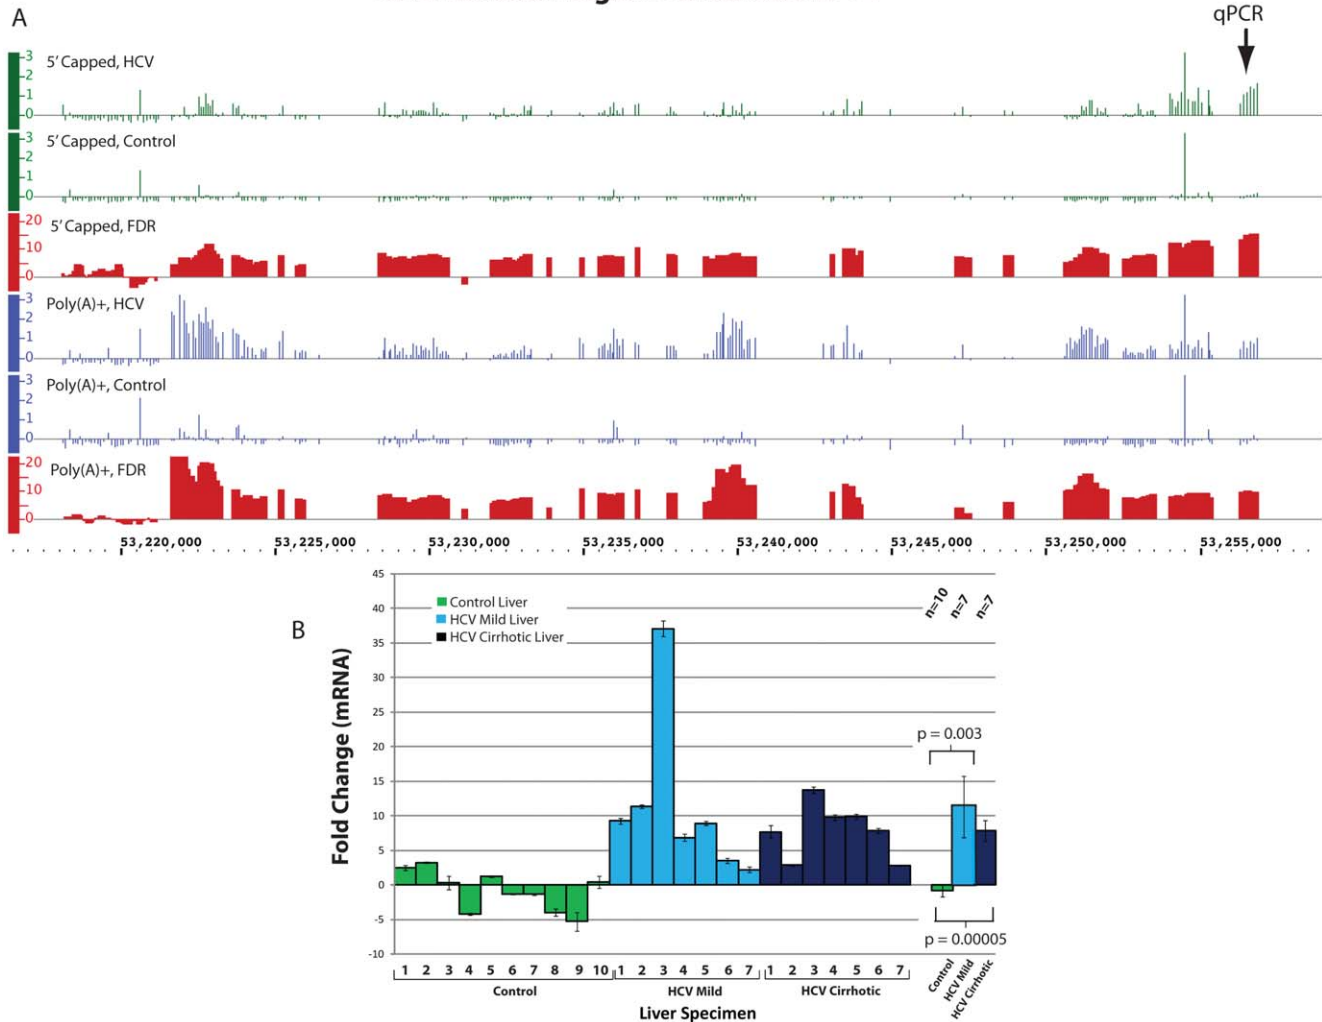 A
qPCR
3
2
1
0
5' Capped, HCV
3
2
1
0
5' Capped, Control
20
10
0
5' Capped, FDR
3
2
1
0
Poly(A)+, HCV
3
2
1
0
Poly(A)+, Control
20
10
0
Poly(A)+, FDR
53,220,000 53,225,000 53,230,000 53,235,000 53,240,000 53,245,000 53,250,000 53,255,000
B
Fold Change (mRNA)
45
40
35
30
25
20
15
10
5
0
-5
-10
Control Liver
HCV Mild Liver
HCV Cirrhotic Liver
n=10 n=7 n=7
p = 0.003
p = 0.00005
1 2 3 4 5 6 7 8 9 10 1 2 3 4 5 6 7 1 2 3 4 5 6 7
Control HCV Mild HCV Cirrhotic
Control
HCV Mild
HCV Cirrhotic
Liver Specimen